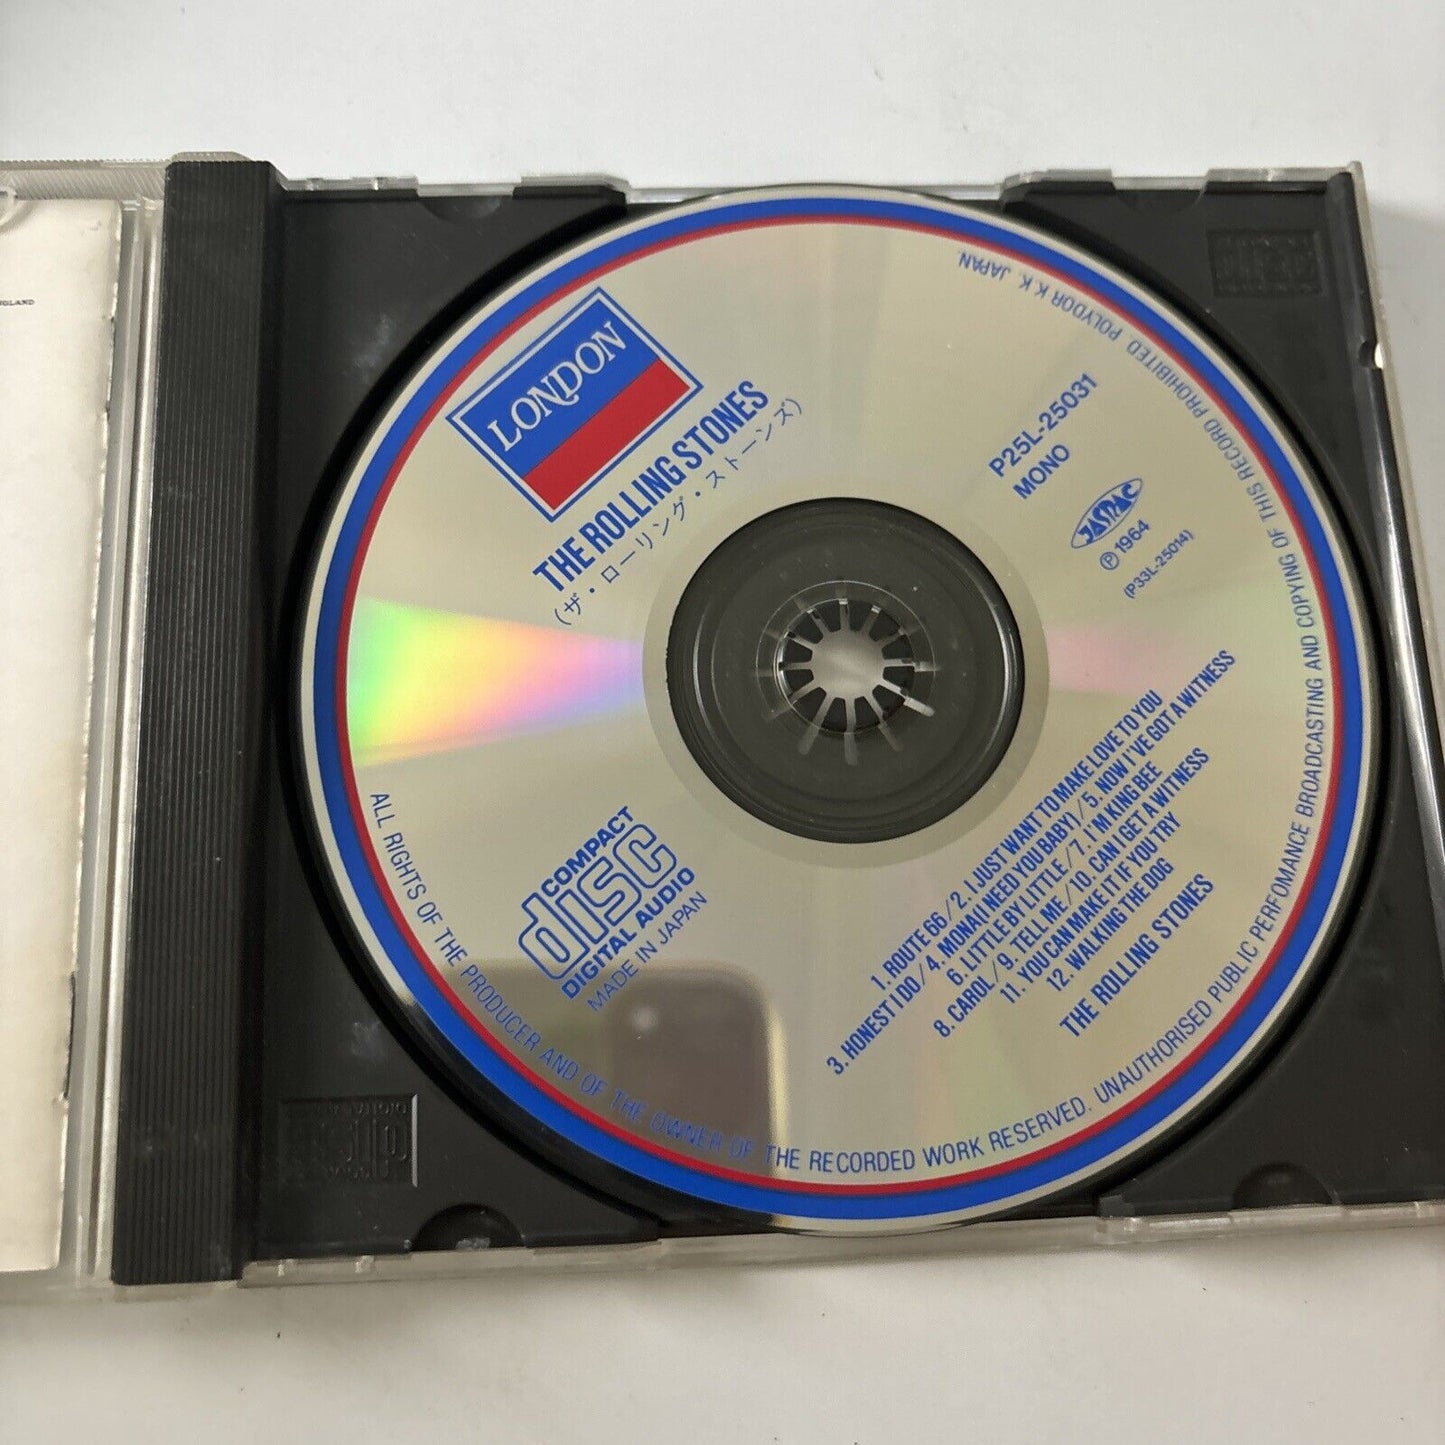 LONDON
THE ROLLING STONES
(ザ・ローリング・ストーンズ)
P25L-25031
MONO
JASRAC
Ⓟ1964
(P33L-25014)
1. ROUTE 66 / 2. I JUST WANT TO MAKE LOVE TO YOU
3. HONEST I DO / 4. MONA (I NEED YOU BABY) / 5. NOW I'VE GOT A WITNESS
6. LITTLE BY LITTLE / 7. I'M KING BEE
8. CAROL / 9. TELL ME / 10. CAN I GET A WITNESS
11. YOU CAN MAKE IT IF YOU TRY
12. WALKING THE DOG
THE ROLLING STONES
COMPACT
disc
DIGITAL AUDIO
MADE IN JAPAN
ALL RIGHTS OF THE PRODUCER AND OF THE OWNER OF THE RECORDED WORK RESERVED. UNAUTHORISED PUBLIC PERFOMANCE BROADCASTING AND COPYING OF THIS RECORD PROHIBITED POLYDOR K.K. JAPAN.